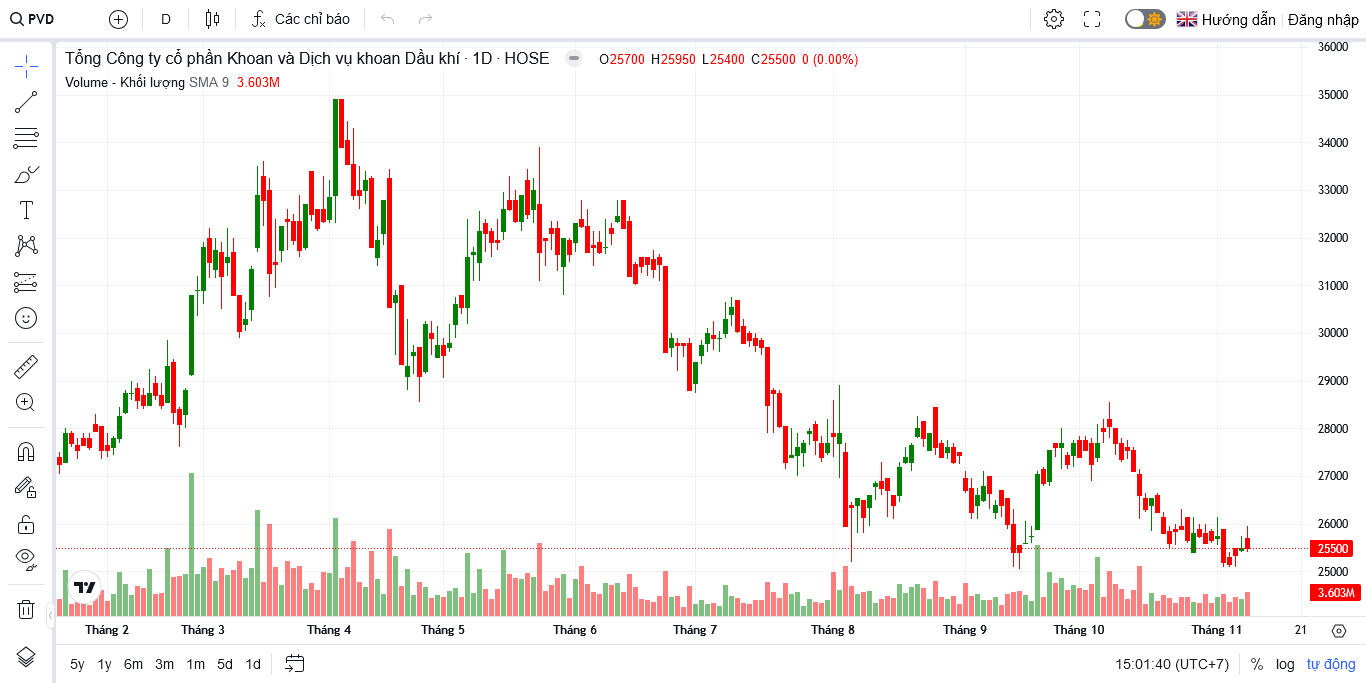 PVD D Các chỉ báo Hướng dẫn Đăng nhập
Tổng Công ty cổ phần Khoan và Dịch vụ khoan Dầu khí · 1D · HOSE O25700 H25950 L25400 C25500 0 (0.00%)
Volume - Khối lượng SMA 9 3.603M
36000
35000
34000
33000
32000
31000
30000
29000
28000
27000
26000
25500
25000
3.603M
Tháng 2 Tháng 3 Tháng 4 Tháng 5 Tháng 6 Tháng 7 Tháng 8 Tháng 9 Tháng 10 Tháng 11 21
5y 1y 6m 3m 1m 5d 1d 15:01:40 (UTC+7) % log tự động